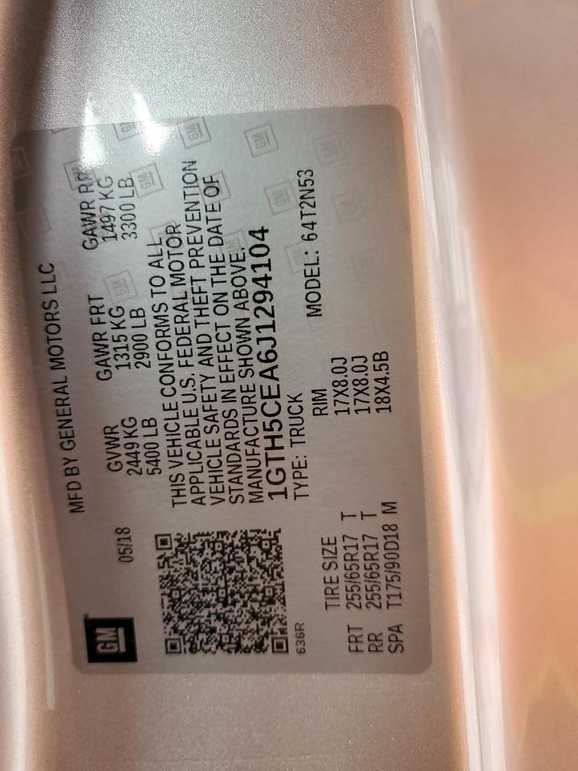 GM
MFD BY GENERAL MOTORS LLC
05/18
GVWR GAWR FRT GAWR RR
2449 KG 1315 KG 1497 KG
5400 LB 2900 LB 3300 LB
THIS VEHICLE CONFORMS TO ALL
APPLICABLE U.S. FEDERAL MOTOR
VEHICLE SAFETY AND THEFT PREVENTION
STANDARDS IN EFFECT ON THE DATE OF
MANUFACTURE SHOWN ABOVE.
1GTH5CEA6J1294104
TYPE: TRUCK MODEL: 64T2N53
636R
TIRE SIZE RIM
FRT 255/65R17 T 17X8.0J
RR 255/65R17 T 17X8.0J
SPA T175/90D18 M 18X4.5B